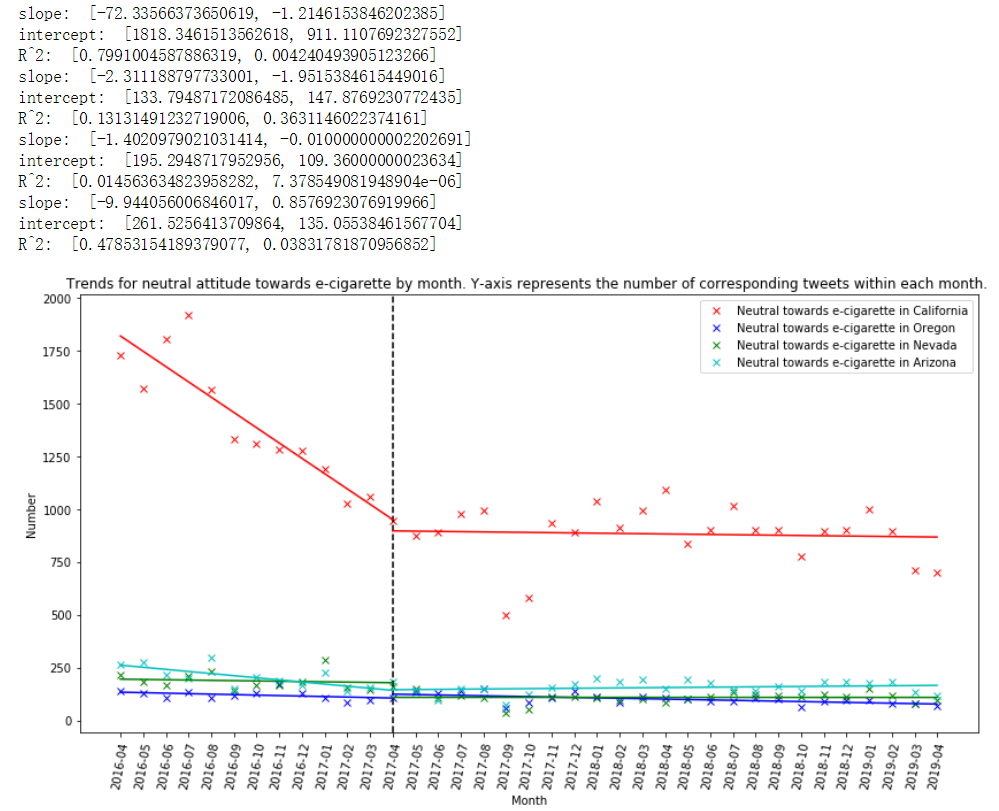 slope:  [-72.33566373650619, -1.2146153846202385]
intercept:  [1818.3461513562618, 911.1107692327552]
R^2:  [0.7991004587886319, 0.004240493905123266]
slope:  [-2.311188797733001, -1.9515384615449016]
intercept:  [133.79487172086485, 147.8769230772435]
R^2:  [0.13131491232719006, 0.3631146022374161]
slope:  [-1.4020979021031414, -0.010000000002202691]
intercept:  [195.2948717952956, 109.36000000023634]
R^2:  [0.014563634823958282, 7.378549081948904e-06]
slope:  [-9.944056006846017, 0.8576923076919966]
intercept:  [261.5256413709864, 135.05538461567704]
R^2:  [0.47853154189379077, 0.03831781870956852]
Trends for neutral attitude towards e-cigarette by month. Y-axis represents the number of corresponding tweets within each month.
Neutral towards e-cigarette in California
Neutral towards e-cigarette in Oregon
Neutral towards e-cigarette in Nevada
Neutral towards e-cigarette in Arizona
2000
1750
1500
1250
1000
750
500
250
0
Number
2016-04
2016-05
2016-06
2016-07
2016-08
2016-09
2016-10
2016-11
2016-12
2017-01
2017-02
2017-03
2017-04
2017-05
2017-06
2017-07
2017-08
2017-09
2017-10
2017-11
2017-12
2018-01
2018-02
2018-03
2018-04
2018-05
2018-06
2018-07
2018-08
2018-09
2018-10
2018-11
2018-12
2019-01
2019-02
2019-03
2019-04
Month